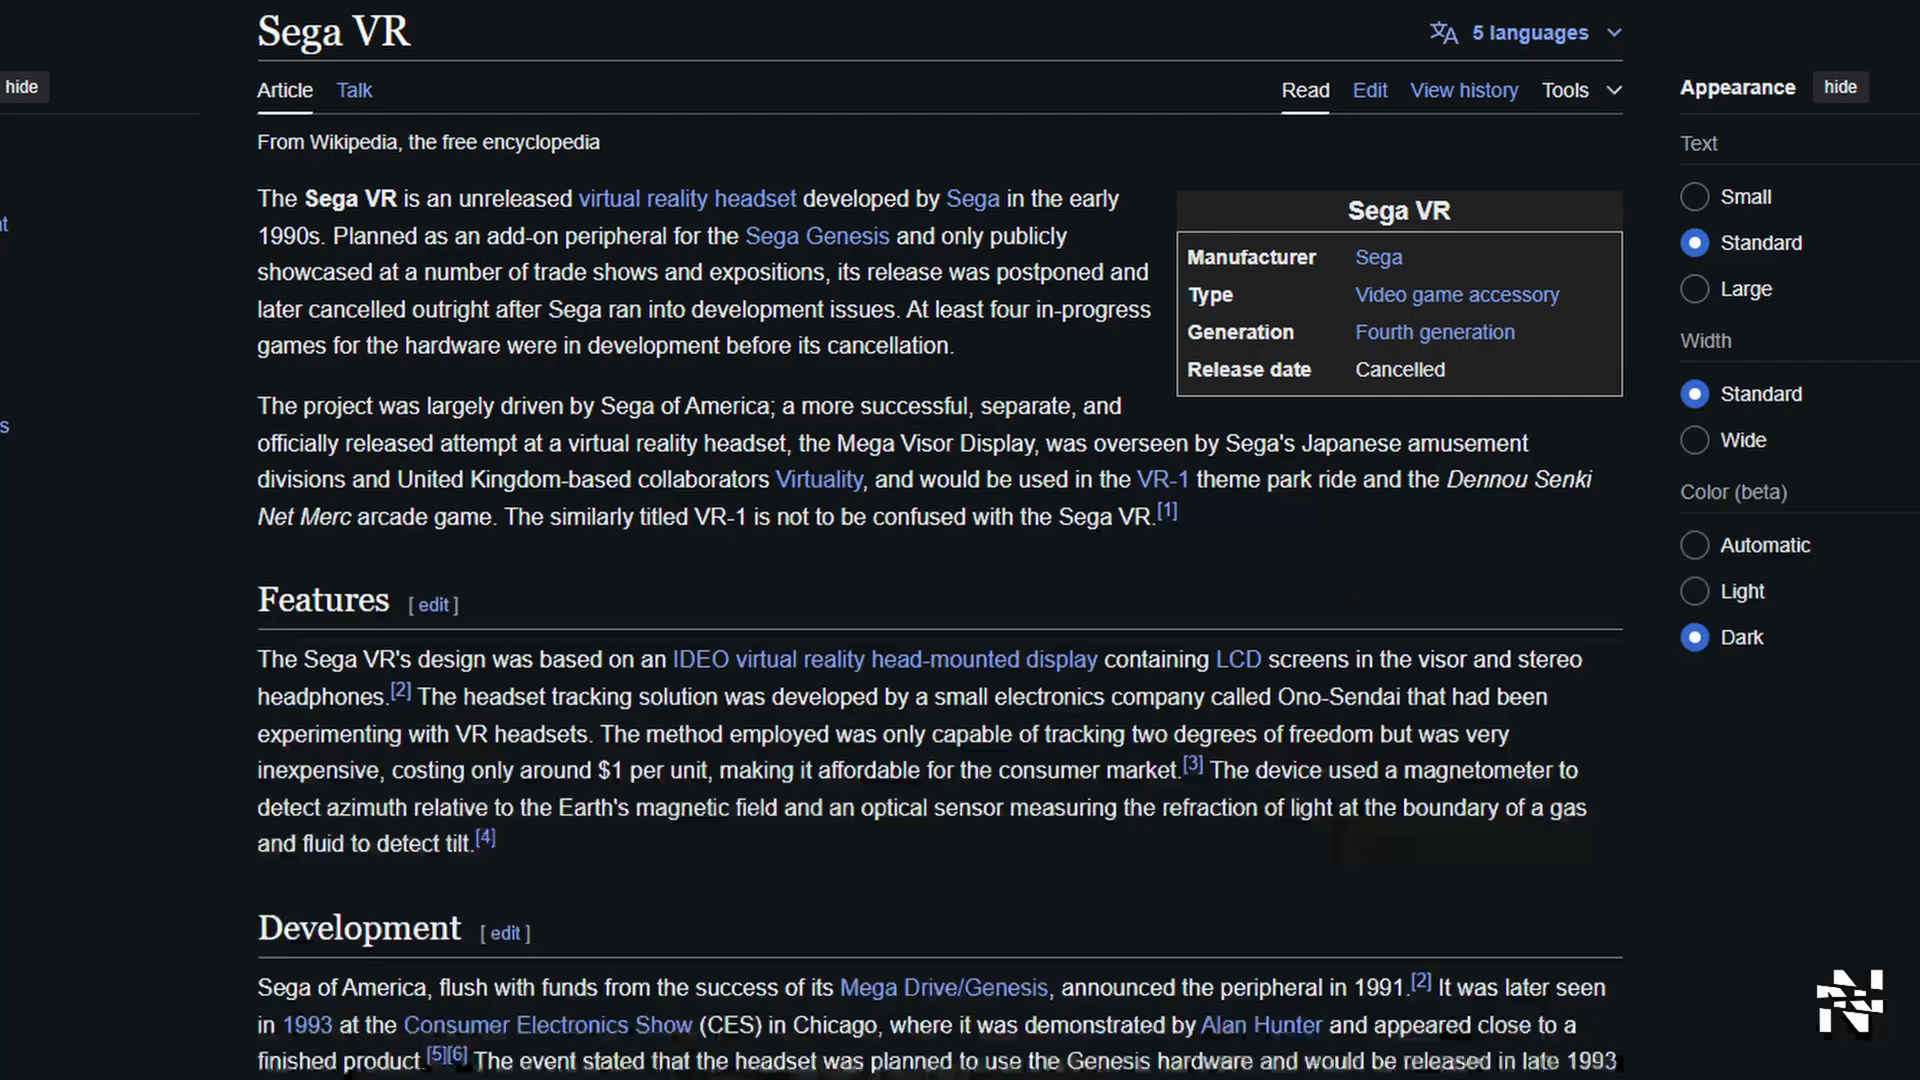 Sega VR
5 languages
hide
Article Talk
Read Edit View history Tools
Appearance hide
From Wikipedia, the free encyclopedia
The Sega VR is an unreleased virtual reality headset developed by Sega in the early
1990s. Planned as an add-on peripheral for the Sega Genesis and only publicly
showcased at a number of trade shows and expositions, its release was postponed and
later cancelled outright after Sega ran into development issues. At least four in-progress
games for the hardware were in development before its cancellation.
Sega VR
Manufacturer Sega
Type Video game accessory
Generation Fourth generation
Release date Cancelled
The project was largely driven by Sega of America; a more successful, separate, and
officially released attempt at a virtual reality headset, the Mega Visor Display, was overseen by Sega's Japanese amusement
divisions and United Kingdom-based collaborators Virtuality, and would be used in the VR-1 theme park ride and the Dennou Senki
Net Merc arcade game. The similarly titled VR-1 is not to be confused with the Sega VR.[1]
Features [ edit ]
The Sega VR's design was based on an IDEO virtual reality head-mounted display containing LCD screens in the visor and stereo
headphones.[2] The headset tracking solution was developed by a small electronics company called Ono-Sendai that had been
experimenting with VR headsets. The method employed was only capable of tracking two degrees of freedom but was very
inexpensive, costing only around $1 per unit, making it affordable for the consumer market.[3] The device used a magnetometer to
detect azimuth relative to the Earth's magnetic field and an optical sensor measuring the refraction of light at the boundary of a gas
and fluid to detect tilt.[4]
Development [ edit ]
Sega of America, flush with funds from the success of its Mega Drive/Genesis, announced the peripheral in 1991.[2] It was later seen
in 1993 at the Consumer Electronics Show (CES) in Chicago, where it was demonstrated by Alan Hunter and appeared close to a
finished product.[5][6] The event stated that the headset was planned to use the Genesis hardware and would be released in late 1993
Text
Small
Standard
Large
Width
Standard
Wide
Color (beta)
Automatic
Light
Dark